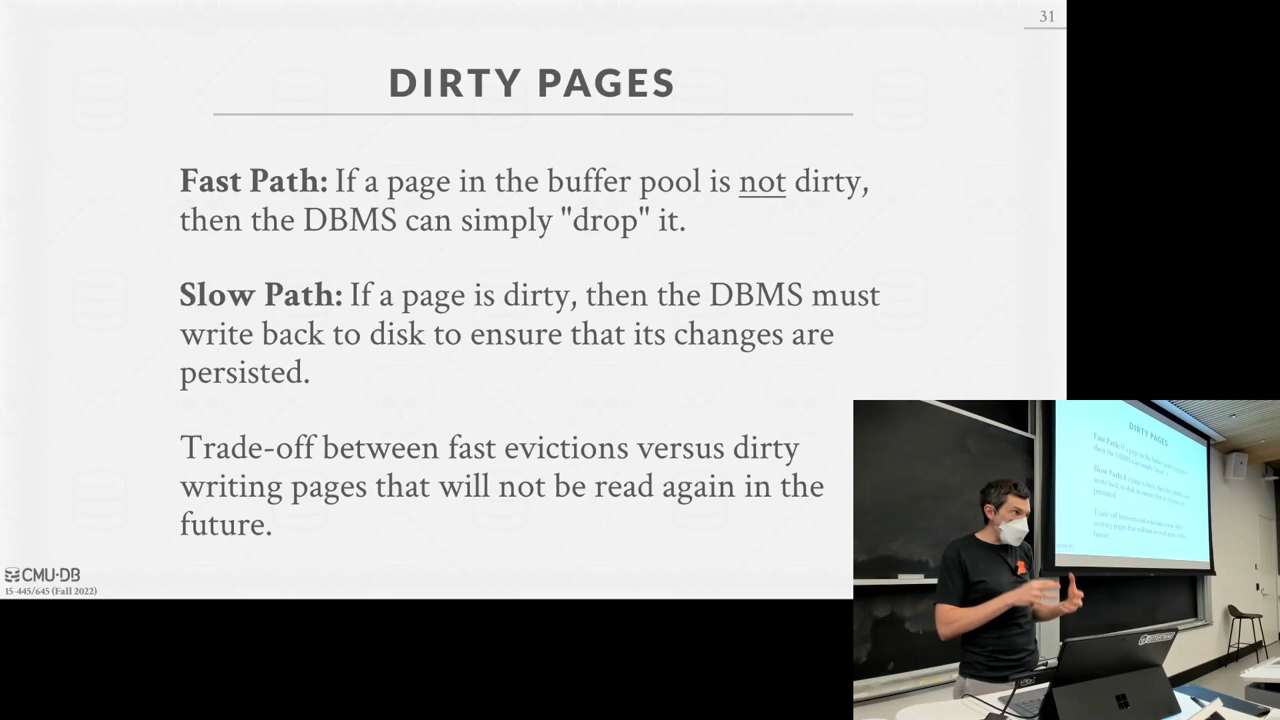 31
DIRTY PAGES
Fast Path: If a page in the buffer pool is not dirty,
then the DBMS can simply "drop" it.
Slow Path: If a page is dirty, then the DBMS must
write back to disk to ensure that its changes are
persisted.
Trade-off between fast evictions versus dirty
writing pages that will not be read again in the
future.
CMU·DB
15-445/645 (Fall 2022)
DIRTY PAGES